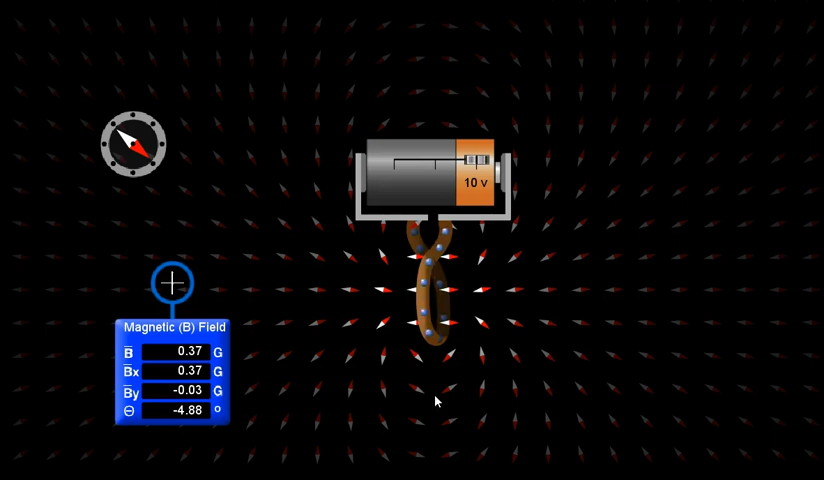 10 v
Magnetic (B) Field
B 0.37 G
Bx 0.37 G
By -0.03 G
Θ -4.88 o